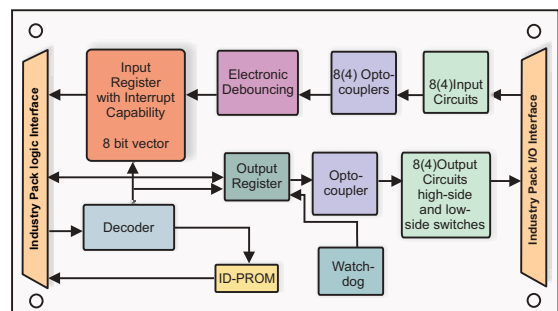 Industry Pack logic Interface
Input
Register
with Interrupt
Capability
8 bit vector
Electronic
Debouncing
8(4) Opto-
couplers
8(4)Input
Circuits
Industry Pack I/O Interface
Output
Register
Opto-
coupler
8(4)Output
Circuits
high-side
and low-
side switches
Decoder
ID-PROM
Watch-
dog